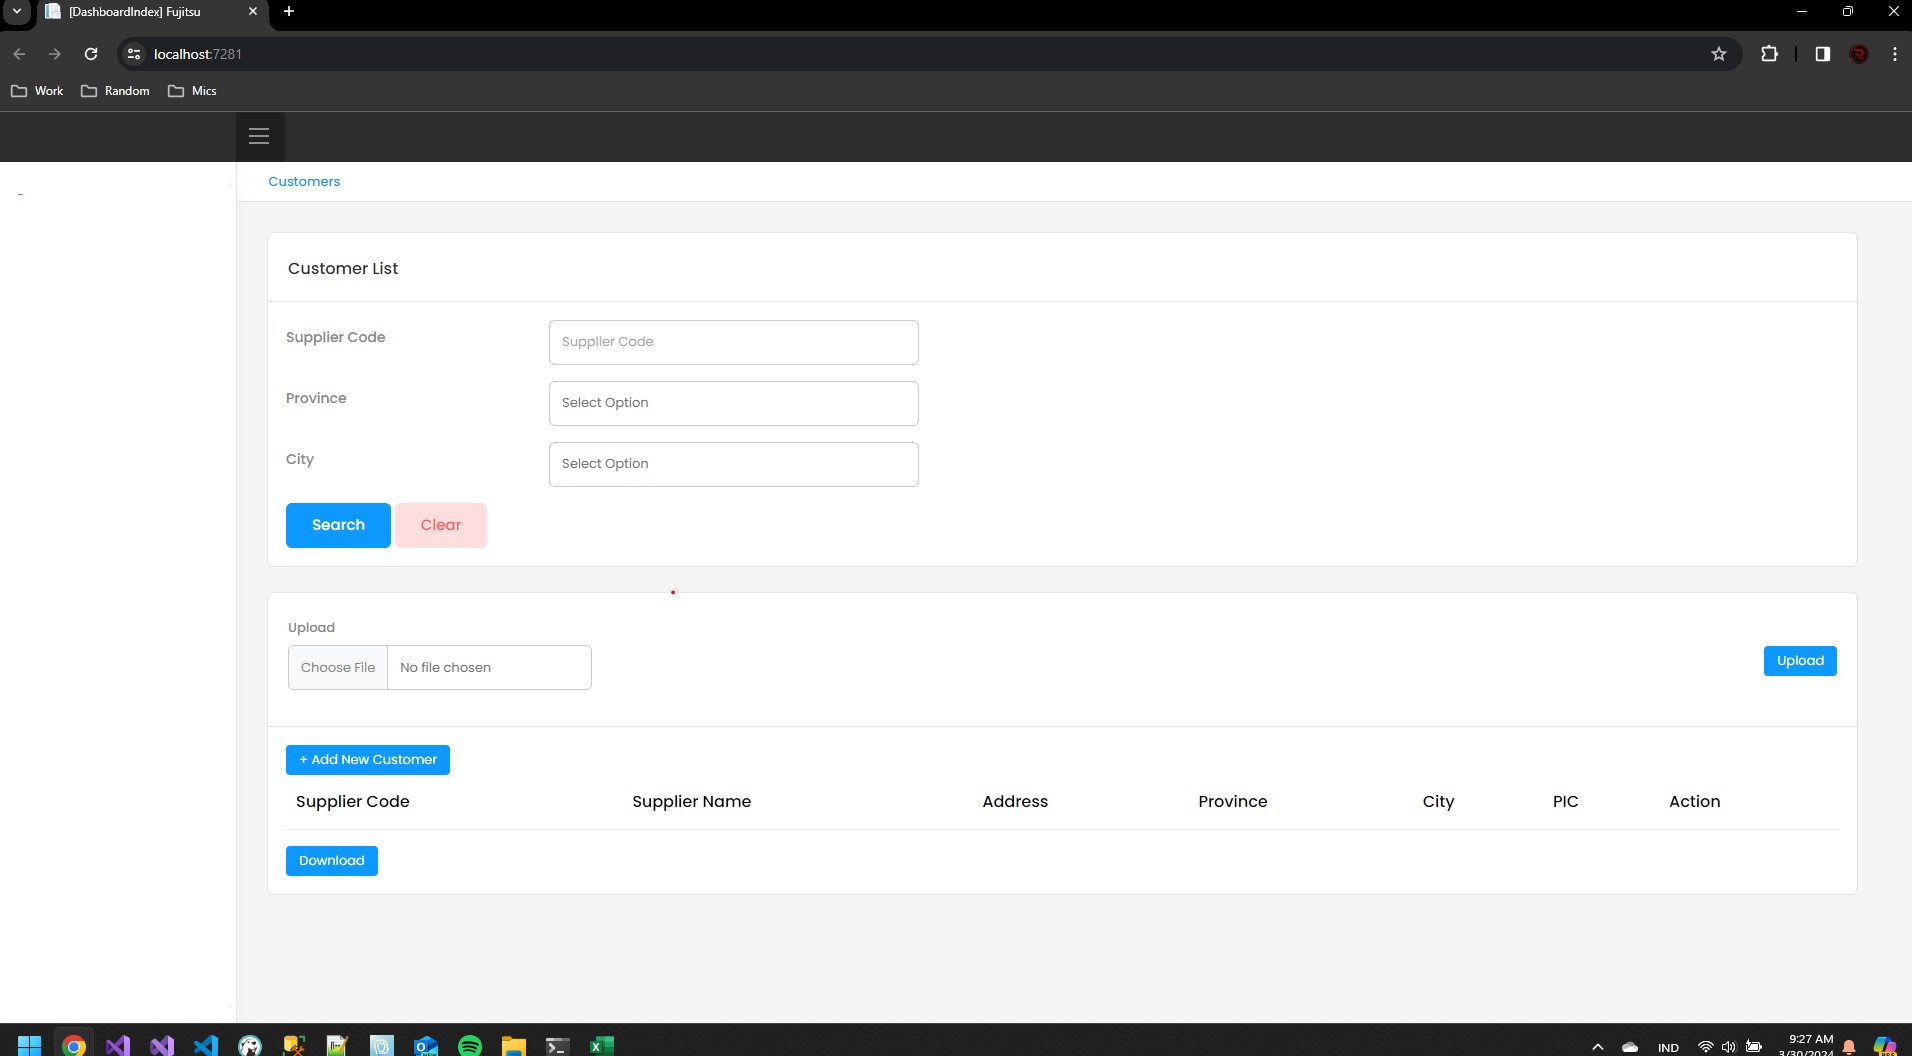 [DashboardIndex] Fujitsu
localhost:7281
Work Random Mics
Customers
Customer List
Supplier Code Supplier Code
Province Select Option
City Select Option
Search Clear
Upload
Choose File No file chosen Upload
+ Add New Customer
Supplier Code Supplier Name Address Province City PIC Action
Download
9:27 AM
IND
3/30/2024